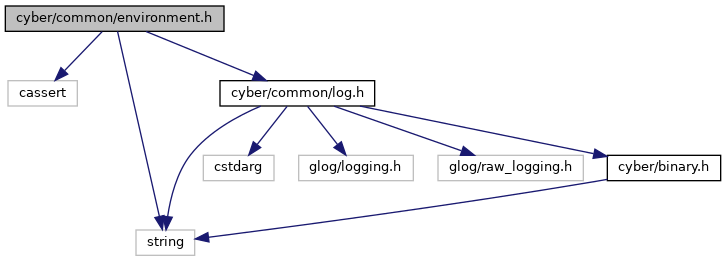 cyber/common/environment.h
cassert
cyber/common/log.h
cstdarg
glog/logging.h
glog/raw_logging.h
cyber/binary.h
string